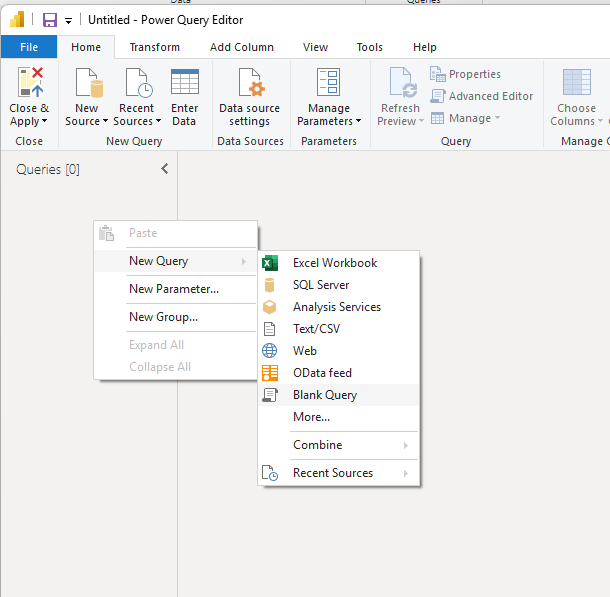 Data Queries
Untitled - Power Query Editor
File Home Transform Add Column View Tools Help
Close &
Apply
New
Source
Recent
Sources
Enter
Data
Data source
settings
Manage
Parameters
Refresh
Preview
Properties
Advanced Editor
Manage
Choose
Columns
Close New Query Data Sources Parameters Query Manage
Queries [0]
Paste
New Query
New Parameter...
New Group...
Expand All
Collapse All
Excel Workbook
SQL Server
Analysis Services
Text/CSV
Web
OData feed
Blank Query
More...
Combine
Recent Sources